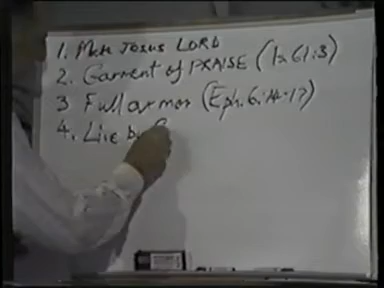 1. Make Jesus LORD
2. Garment of PRAISE (Is 61:3)
3 Full armor (Eph. 6:14-17)
4. Live by